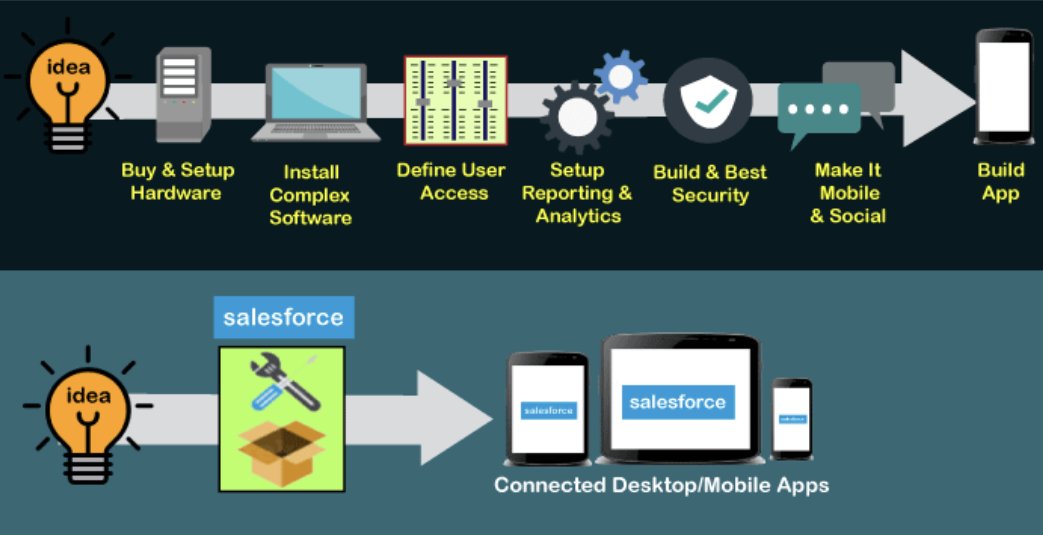 idea
Buy & Setup
Hardware
Install
Complex
Software
Define User
Access
Setup
Reporting &
Analytics
Build & Best
Security
Make It
Mobile
& Social
Build
App
salesforce
idea
salesforce
salesforce
salesforce
Connected Desktop/Mobile Apps